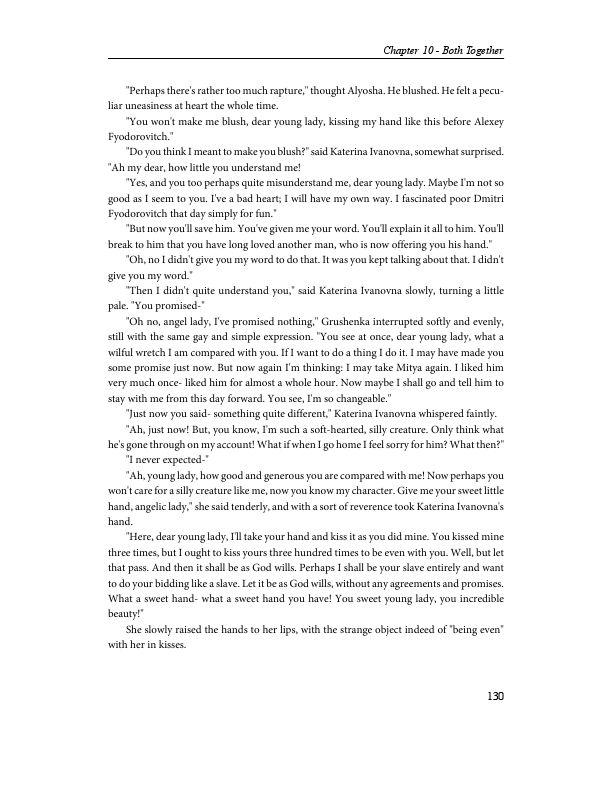 Chapter 10 - Both Together
"Perhaps there's rather too much rapture," thought Alyosha. He blushed. He felt a pecu-
liar uneasiness at heart the whole time.
"You won't make me blush, dear young lady, kissing my hand like this before Alexey
Fyodorovitch."
"Do you think I meant to make you blush?" said Katerina Ivanovna, somewhat surprised.
"Ah my dear, how little you understand me!
"Yes, and you too perhaps quite misunderstand me, dear young lady. Maybe I'm not so
good as I seem to you. I've a bad heart; I will have my own way. I fascinated poor Dmitri
Fyodorovitch that day simply for fun."
"But now you'll save him. You've given me your word. You'll explain it all to him. You'll
break to him that you have long loved another man, who is now offering you his hand."
"Oh, no I didn't give you my word to do that. It was you kept talking about that. I didn't
give you my word."
"Then I didn't quite understand you," said Katerina Ivanovna slowly, turning a little
pale. "You promised-"
"Oh no, angel lady, I've promised nothing," Grushenka interrupted softly and evenly,
still with the same gay and simple expression. "You see at once, dear young lady, what a
wilful wretch I am compared with you. If I want to do a thing I do it. I may have made you
some promise just now. But now again I'm thinking: I may take Mitya again. I liked him
very much once- liked him for almost a whole hour. Now maybe I shall go and tell him to
stay with me from this day forward. You see, I'm so changeable."
"Just now you said- something quite different," Katerina Ivanovna whispered faintly.
"Ah, just now! But, you know, I'm such a soft-hearted, silly creature. Only think what
he's gone through on my account! What if when I go home I feel sorry for him? What then?"
"I never expected-"
"Ah, young lady, how good and generous you are compared with me! Now perhaps you
won't care for a silly creature like me, now you know my character. Give me your sweet little
hand, angelic lady," she said tenderly, and with a sort of reverence took Katerina Ivanovna's
hand.
"Here, dear young lady, I'll take your hand and kiss it as you did mine. You kissed mine
three times, but I ought to kiss yours three hundred times to be even with you. Well, but let
that pass. And then it shall be as God wills. Perhaps I shall be your slave entirely and want
to do your bidding like a slave. Let it be as God wills, without any agreements and promises.
What a sweet hand- what a sweet hand you have! You sweet young lady, you incredible
beauty!"
She slowly raised the hands to her lips, with the strange object indeed of "being even"
with her in kisses.
130